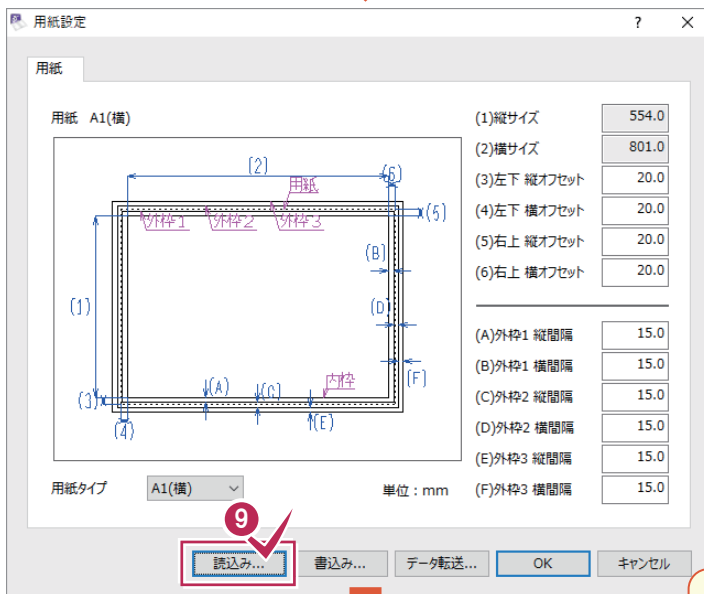 用紙設定
?
用紙
用紙 A1(横)
(2)
(6)
用紙
外枠1
外枠2
外枠3
(5)
(B)
(1)
(D)
(F)
内枠
(A)
(C)
(3)
(E)
(4)
用紙タイプ A1(横) 単位：mm
(1)縦サイズ 554.0
(2)横サイズ 801.0
(3)左下 縦オフセット 20.0
(4)左下 横オフセット 20.0
(5)右上 縦オフセット 20.0
(6)右上 横オフセット 20.0
(A)外枠1 縦間隔 15.0
(B)外枠1 横間隔 15.0
(C)外枠2 縦間隔 15.0
(D)外枠2 横間隔 15.0
(E)外枠3 縦間隔 15.0
(F)外枠3 横間隔 15.0
9
読込み... 書込み... データ転送... OK キャンセル